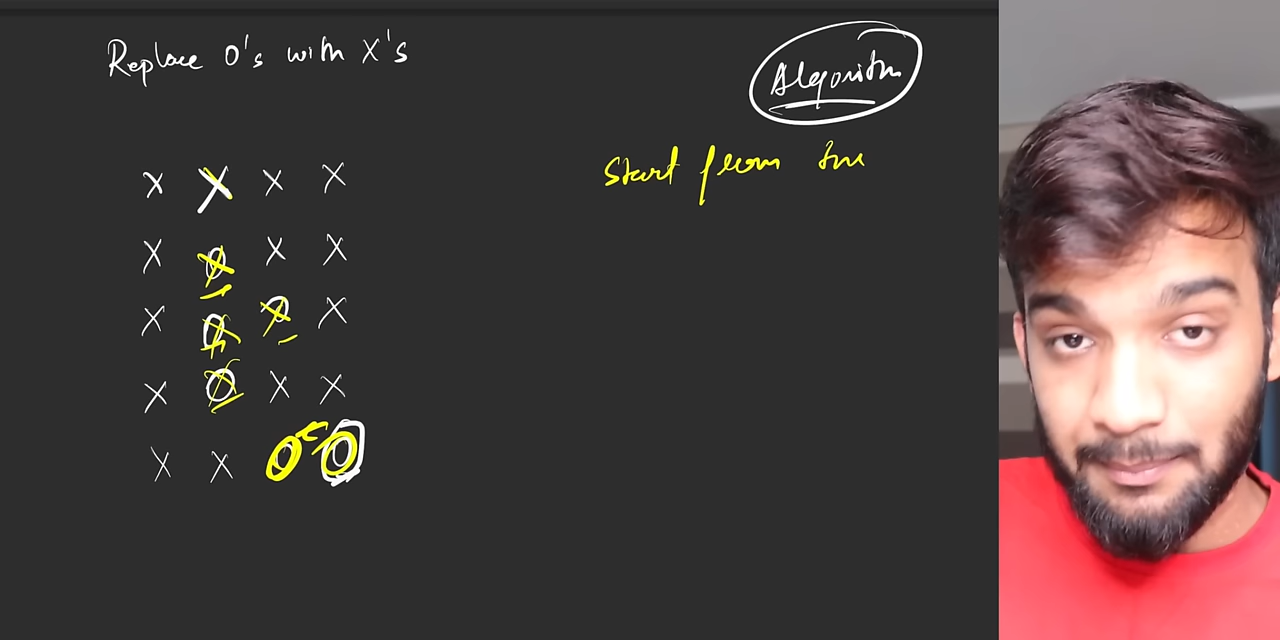 Replace O's with X's
Algorithm
Start from the
X X X X
X O X X
X O O X
X O X X
X X O O